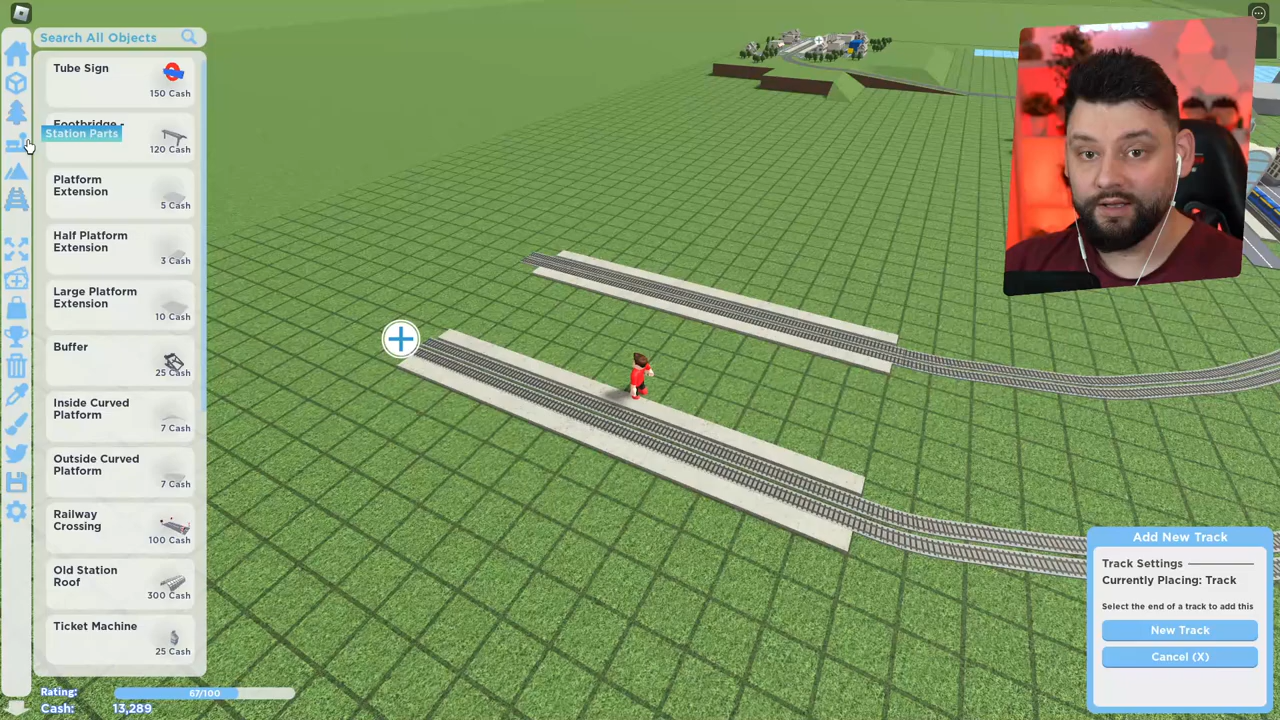 Search All Objects
Tube Sign
150 Cash
Footbridge -
Station Parts
120 Cash
Platform
Extension
5 Cash
Half Platform
Extension
3 Cash
Large Platform
Extension
10 Cash
Buffer
25 Cash
Inside Curved
Platform
7 Cash
Outside Curved
Platform
7 Cash
Railway
Crossing
100 Cash
Old Station
Roof
300 Cash
Ticket Machine
25 Cash
Rating:
67/100
Cash: 13,289
Add New Track
Track Settings
Currently Placing: Track
Select the end of a track to add this
New Track
Cancel (X)